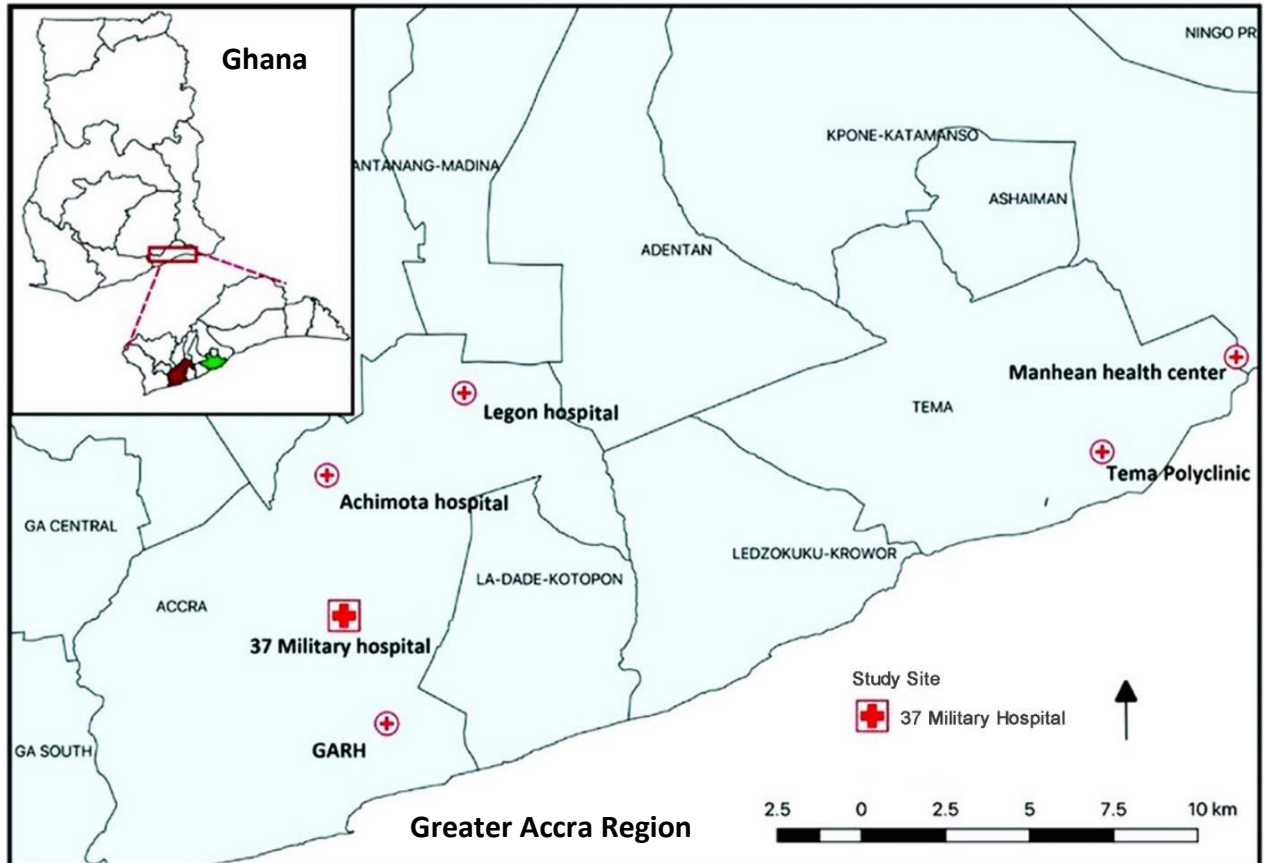 Ghana
NINGO PR
KPONE-KATAMANSO
ANTANANG-MADINA
ASHAIMAN
ADENTAN
Manhean health center
Legon hospital
TEMA
Tema Polyclinic
Achimota hospital
GA CENTRAL
LEDZOKUKU-KROWOR
LA-DADE-KOTOPON
ACCRA
37 Military hospital
Study Site
37 Military Hospital
GARH
GA SOUTH
2.5 0 2.5 5 7.5 10 km
Greater Accra Region